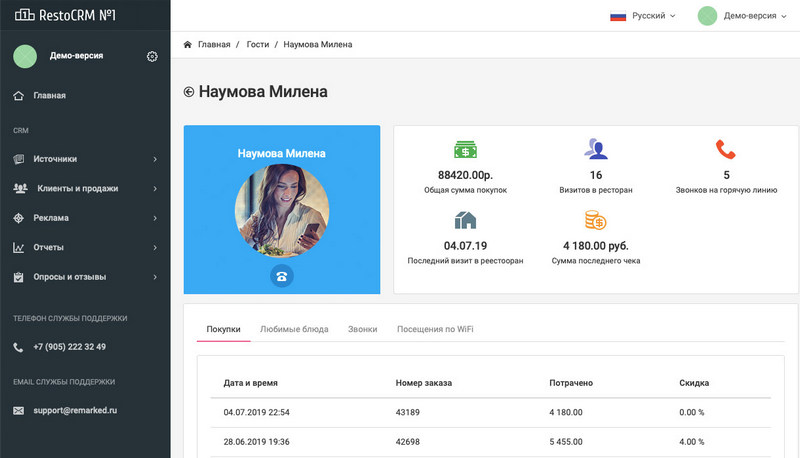 RestoCRM №1
Русский
Демо-версия
Демо-версия
Главная / Гости / Наумова Милена
Главная
Наумова Милена
CRM
Источники
Клиенты и продажи
Реклама
Отчеты
Опросы и отзывы
ТЕЛЕФОН СЛУЖБЫ ПОДДЕРЖКИ
+7 (905) 222 32 49
EMAIL СЛУЖБЫ ПОДДЕРЖКИ
support@remarked.ru
Наумова Милена
88420.00р.
Общая сумма покупок
16
Визитов в ресторан
5
Звонков на горячую линию
04.07.19
Последний визит в реестооран
4 180.00 руб.
Сумма последнего чека
Покупки Любимые блюда Звонки Посещения по WiFi
Дата и время Номер заказа Потрачено Скидка
04.07.2019 22:54 43189 4 180.00 0.00 %
28.06.2019 19:36 42698 5 455.00 4.00 %